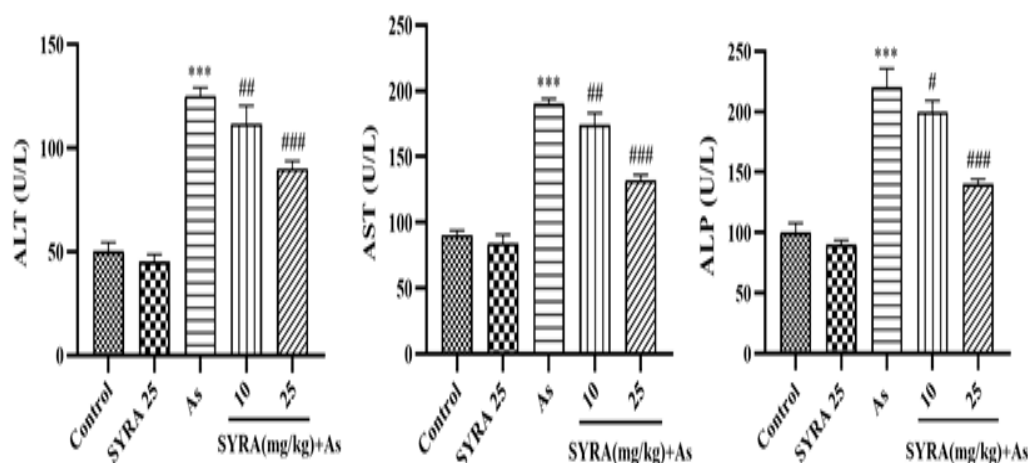 ALT (U/L)
150
100
50
0
***
##
###
Control
SYRA 25
As
10
25
SYRA(mg/kg)+As
AST (U/L)
250
200
150
100
50
0
***
##
###
Control
SYRA 25
As
10
25
SYRA(mg/kg)+As
ALP (U/L)
250
200
150
100
50
0
***
#
###
Control
SYRA 25
As
10
25
SYRA(mg/kg)+As